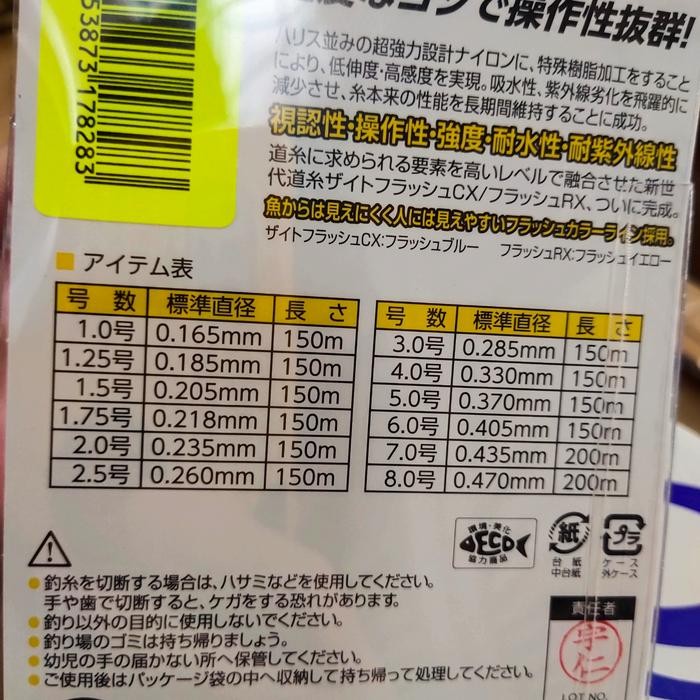 なコシで操作性抜群!
ハリス並みの超強力設計ナイロンに、特殊樹脂加工をすること
により、低伸度・高感度を実現。吸水性、紫外線劣化を飛躍的に
減少させ、糸本来の性能を長期間維持することに成功。
視認性・操作性・強度・耐水性・耐紫外線性
道糸に求められる要素を高いレベルで融合させた新世
代道糸ザイトフラッシュCX/フラッシュRX、ついに完成。
魚からは見えにくく人には見えやすいフラッシュカラーライン採用。
ザイトフラッシュCX:フラッシュブルー フラッシュRX:フラッシュイエロー
53873 178283
アイテム表
号数 標準直径 長さ
1.0号 0.165mm 150m
1.25号 0.185mm 150m
1.5号 0.205mm 150m
1.75号 0.218mm 150m
2.0号 0.235mm 150m
2.5号 0.260mm 150m
号数 標準直径 長さ
3.0号 0.285mm 150m
4.0号 0.330mm 150m
5.0号 0.370mm 150m
6.0号 0.405mm 150m
7.0号 0.435mm 200m
8.0号 0.470mm 200m
環境・美化
ECO
協力商品
紙
台紙
中台紙
プラ
ケース
外ケース
釣糸を切断する場合は、ハサミなどを使用してください。
手や歯で切断すると、ケガをする恐れがあります。
釣り以外の目的に使用しないでください。
釣り場のゴミは持ち帰りましょう。
幼児の手の届かない所へ保管してください。
ご使用後はパッケージ袋の中へ収納して持ち帰って処理してください。
責任者
宇仁
LOT NO.